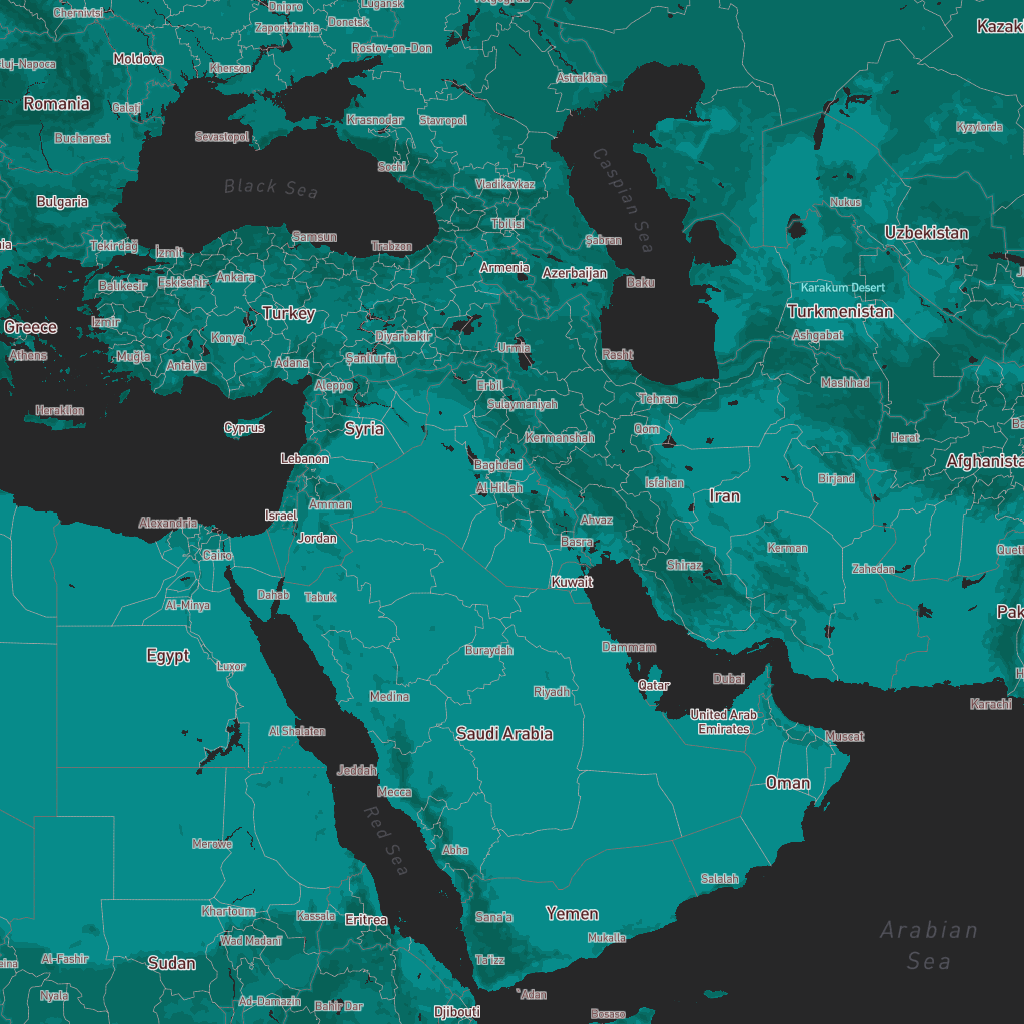 Chernivtsi
Dnipro
Lugansk
Donetsk
Zaporizhzhia
Rostov-on-Don
Kazak
Moldova
Kherson
Astrakhan
luj-Napoca
Romania
Galați
Krasnodar
Stavropol
Kyzylorda
Bucharest
Sevastopol
Sochi
Black Sea
Vladikavkaz
Caspian Sea
Bulgaria
Nukus
Tbilisi
Uzbekistan
Tekirdağ
İzmit
Samsun
Trabzon
Şabran
Armenia
Azerbaijan
Balıkesir
Eskişehir
Ankara
Baku
Karakum Desert
Turkmenistan
Greece
Izmir
Turkey
Konya
Diyarbakir
Ashgabat
Athens
Muğla
Antalya
Adana
Şanlıurfa
Urmia
Rasht
Aleppo
Erbil
Mashhad
Heraklion
Sulaymaniyah
Tehran
Cyprus
Syria
Kermanshah
Qom
Herat
Lebanon
Baghdad
Afghanista
Al Hillah
Isfahan
Birjand
Iran
Amman
Israel
Alexandria
Ahvaz
Jordan
Basra
Kerman
Quett
Cairo
Shiraz
Zahedan
Kuwait
Dahab
Tabuk
Al-Minya
Pak
Dammam
Buraydah
Egypt
Luxor
Qatar
Dubai
Medina
Riyadh
Karachi
United Arab
Emirates
Al Shalaten
Saudi Arabia
Muscat
Jeddah
Oman
Mecca
Red Sea
Merowe
Abha
Salalah
Khartoum
Kassala
Eritrea
Sana'a
Yemen
Arabian
Sea
Wad Madani
Mukalla
Al-Fashir
Sudan
Ta'izz
Nyala
Ad-Damazin
Bahir Dar
Adan
Djibouti
Bosaso